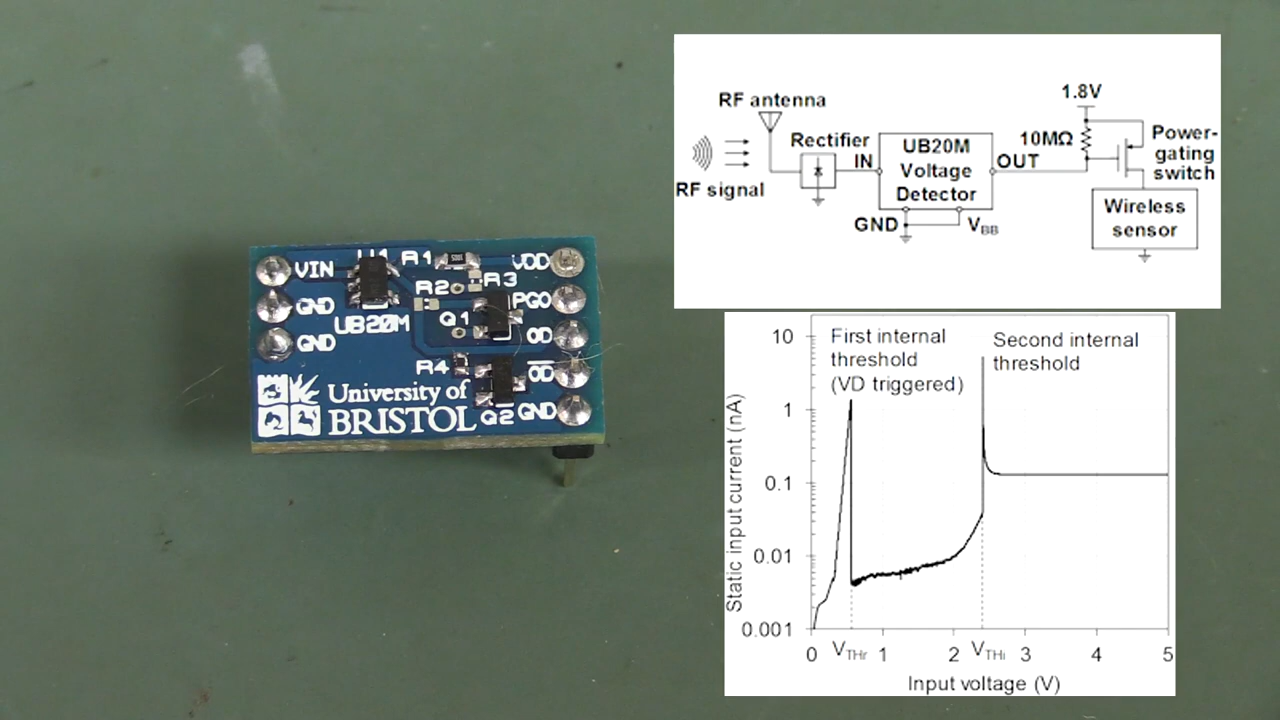 VIN
GND
GND
U1
UB20M
R1
R2
R3
Q1
R4
Q2
VDD
PGO
OD
OD
GND
University of
BRISTOL
RF antenna
RF signal
Rectifier
IN
UB20M
Voltage
Detector
OUT
GND
VBB
1.8V
10MΩ
Power-
gating
switch
Wireless
sensor
First internal
threshold
(VD triggered)
Second internal
threshold
Static input current (nA)
10
1
0.1
0.01
0.001
0 VTHr 1 2 VTHi 3 4 5
Input voltage (V)